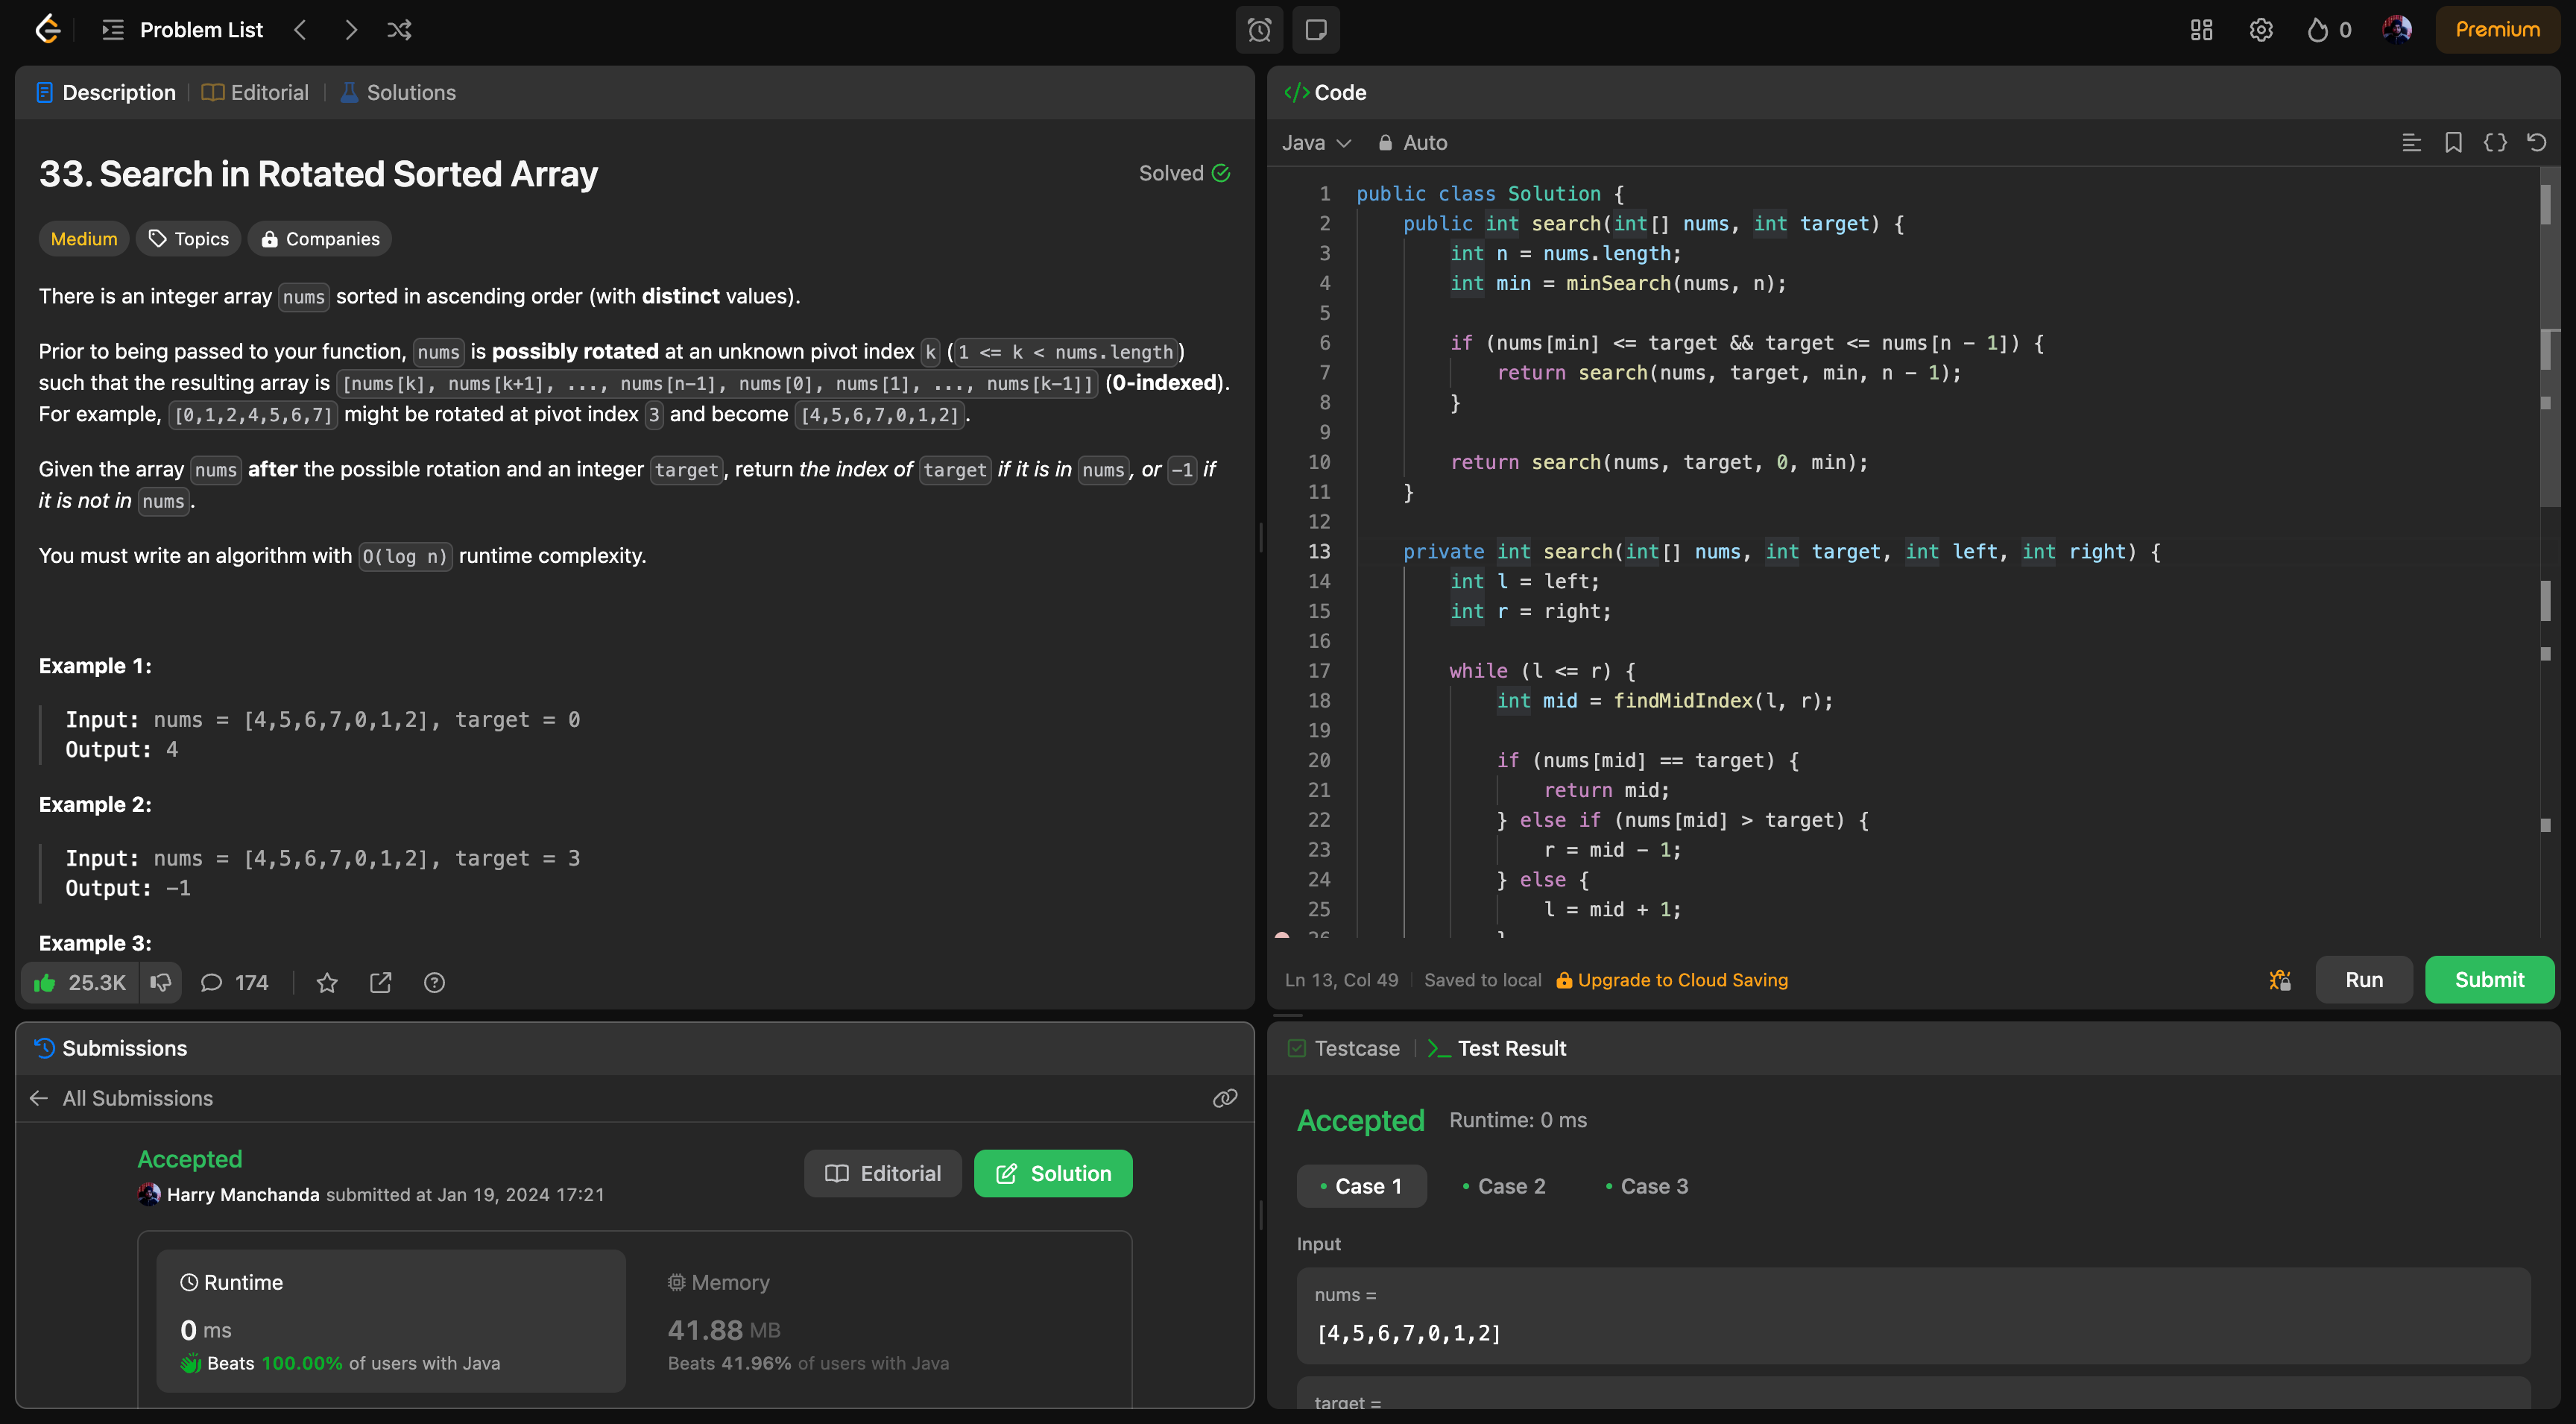 Problem List
0
Premium
Description
Editorial
Solutions
33. Search in Rotated Sorted Array
Solved
Medium
Topics
Companies
There is an integer array nums sorted in ascending order (with distinct values).
Prior to being passed to your function, nums is possibly rotated at an unknown pivot index k (1 <= k < nums.length)
such that the resulting array is [nums[k], nums[k+1], ..., nums[n-1], nums[0], nums[1], ..., nums[k-1]] (0-indexed).
For example, [0,1,2,4,5,6,7] might be rotated at pivot index 3 and become [4,5,6,7,0,1,2].
Given the array nums after the possible rotation and an integer target, return the index of target if it is in nums, or -1 if
it is not in nums.
You must write an algorithm with O(log n) runtime complexity.
Example 1:
Input: nums = [4,5,6,7,0,1,2], target = 0
Output: 4
Example 2:
Input: nums = [4,5,6,7,0,1,2], target = 3
Output: -1
Example 3:
25.3K
174
Code
Java
Auto
1 public class Solution {
2 public int search(int[] nums, int target) {
3 int n = nums.length;
4 int min = minSearch(nums, n);
5
6 if (nums[min] <= target && target <= nums[n - 1]) {
7 return search(nums, target, min, n - 1);
8 }
9
10 return search(nums, target, 0, min);
11 }
12
13 private int search(int[] nums, int target, int left, int right) {
14 int l = left;
15 int r = right;
16
17 while (l <= r) {
18 int mid = findMidIndex(l, r);
19
20 if (nums[mid] == target) {
21 return mid;
22 } else if (nums[mid] > target) {
23 r = mid - 1;
24 } else {
25 l = mid + 1;
26 }
Ln 13, Col 49
Saved to local
Upgrade to Cloud Saving
Run
Submit
Submissions
All Submissions
Accepted
Harry Manchanda submitted at Jan 19, 2024 17:21
Editorial
Solution
Runtime
0 ms
Beats 100.00% of users with Java
Memory
41.88 MB
Beats 41.96% of users with Java
Testcase
Test Result
Accepted
Runtime: 0 ms
Case 1
Case 2
Case 3
Input
nums =
[4,5,6,7,0,1,2]
target =